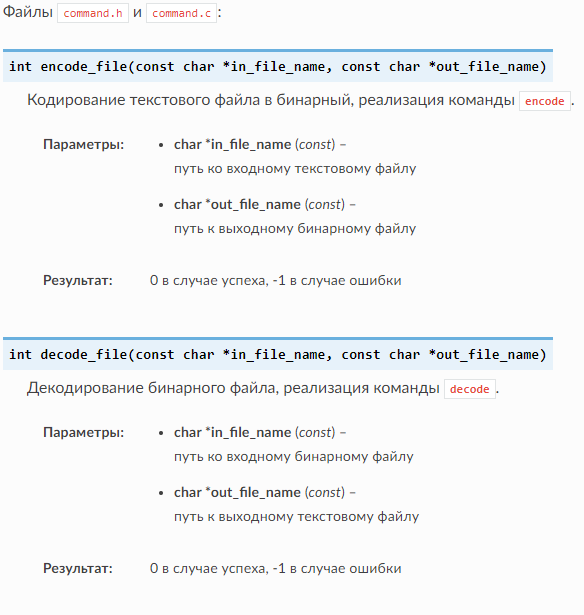 Файлы command.h и command.c:
int encode_file(const char *in_file_name, const char *out_file_name)
Кодирование текстового файла в бинарный, реализация команды encode.
Параметры: • char *in_file_name (const) –
путь ко входному текстовому файлу
• char *out_file_name (const) –
путь к выходному бинарному файлу
Результат: 0 в случае успеха, -1 в случае ошибки
int decode_file(const char *in_file_name, const char *out_file_name)
Декодирование бинарного файла, реализация команды decode.
Параметры: • char *in_file_name (const) –
путь ко входному бинарному файлу
• char *out_file_name (const) –
путь к выходному текстовому файлу
Результат: 0 в случае успеха, -1 в случае ошибки